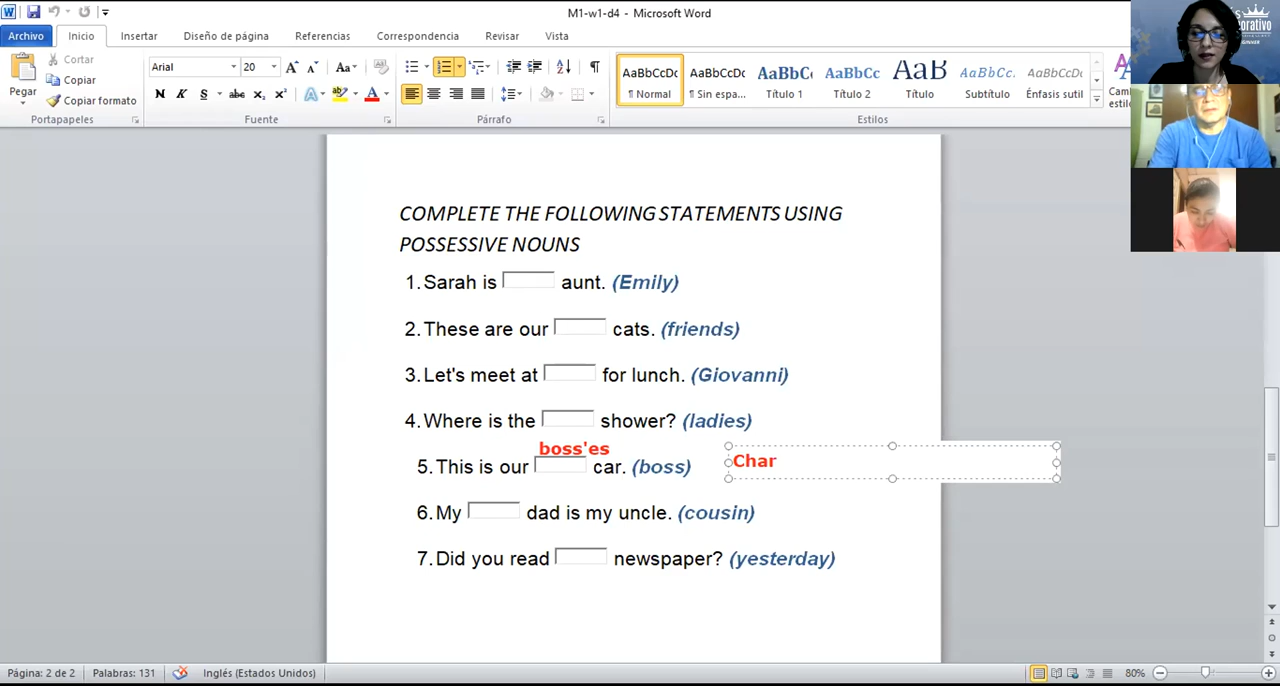 M1-w1-d4 - Microsoft Word
Archivo Inicio Insertar Diseño de página Referencias Correspondencia Revisar Vista
Pegar
Cortar
Copiar
Copiar formato
Portapapeles
Arial 20
N K S abc x₂ x²
Fuente
Párrafo
AaBbCcDc AaBbCcDc AaBbC AaBbCc AaB AaBbCc. AaBbCcDc
¶ Normal ¶ Sin espa... Título 1 Título 2 Título Subtítulo Énfasis sutil
Estilos
COMPLETE THE FOLLOWING STATEMENTS USING
POSSESSIVE NOUNS
1. Sarah is aunt. (Emily)
2. These are our cats. (friends)
3. Let's meet at for lunch. (Giovanni)
4. Where is the shower? (ladies)
boss'es
5. This is our car. (boss)
Char
6. My dad is my uncle. (cousin)
7. Did you read newspaper? (yesterday)
Página: 2 de 2 Palabras: 131 Inglés (Estados Unidos) 80%